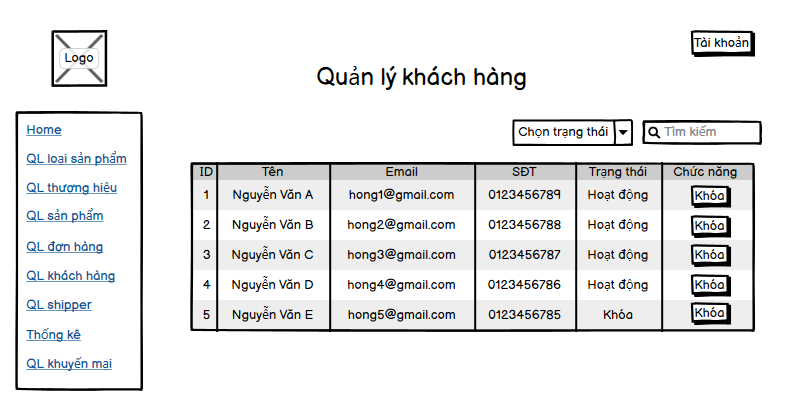 Logo
Tài khoản
Quản lý khách hàng
Home
QL loại sản phẩm
QL thương hiệu
QL sản phẩm
QL đơn hàng
QL khách hàng
QL shipper
Thống kê
QL khuyến mại
Chọn trạng thái
Tìm kiếm
ID Tên Email SĐT Trạng thái Chức năng
1 Nguyễn Văn A hong1@gmail.com 0123456789 Hoạt động Khóa
2 Nguyễn Văn B hong2@gmail.com 0123456788 Hoạt động Khóa
3 Nguyễn Văn C hong3@gmail.com 0123456787 Hoạt động Khóa
4 Nguyễn Văn D hong4@gmail.com 0123456786 Hoạt động Khóa
5 Nguyễn Văn E hong5@gmail.com 0123456785 Khóa Khóa